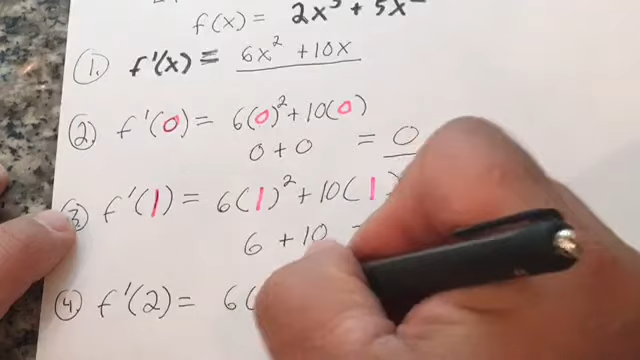 f(x) = 2x³ + 5x
① f'(x) = 6x² + 10x
② f'(0) = 6(0)² + 10(0)
0 + 0 = 0
③ f'(1) = 6(1)² + 10(1
6 + 10
④ f'(2) = 6(